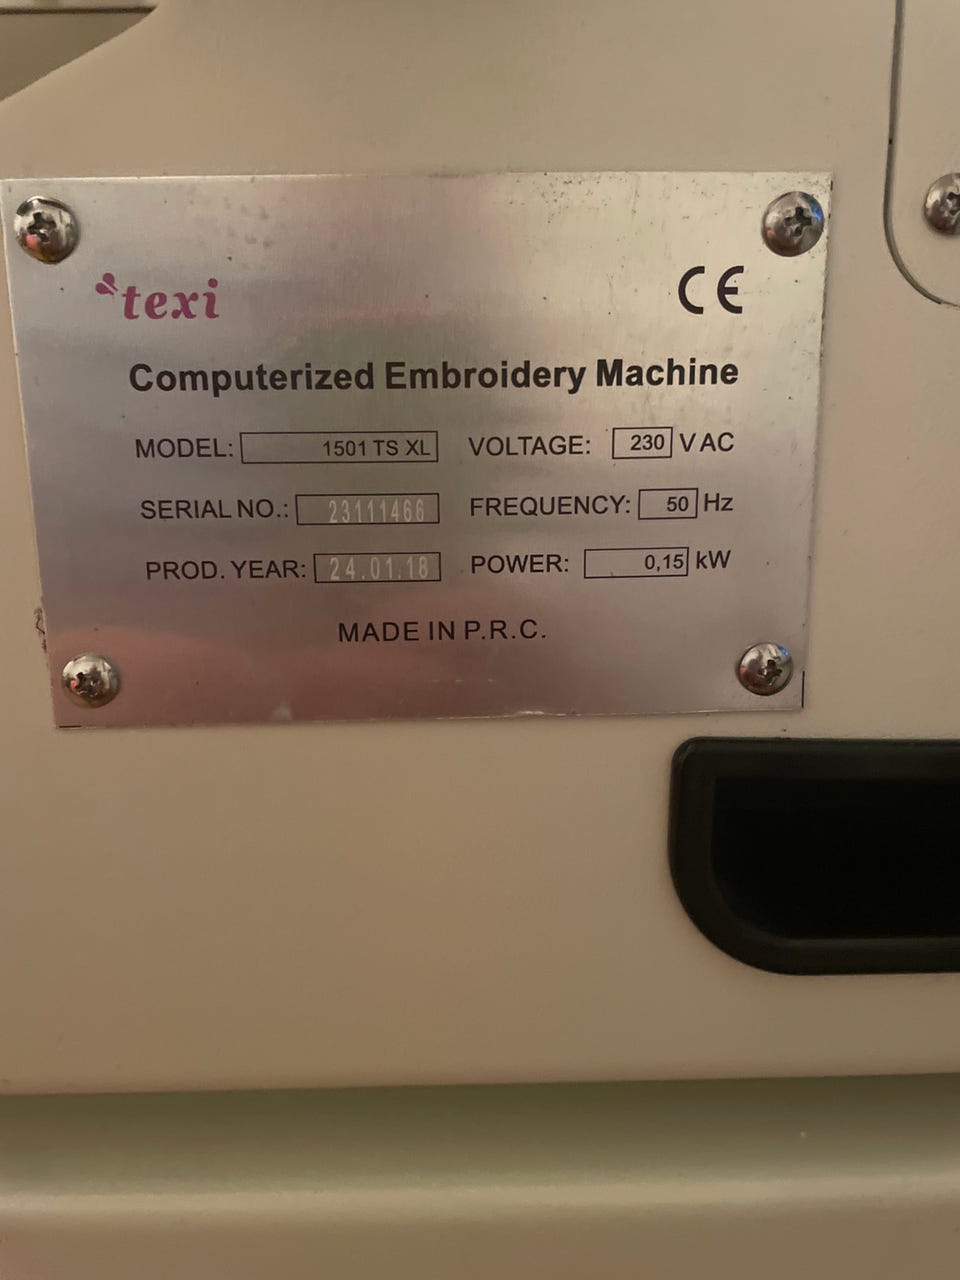 texi
CE
Computerized Embroidery Machine
MODEL: 1501 TS XL VOLTAGE: 230 V AC
SERIAL NO.: 23111466 FREQUENCY: 50 Hz
PROD. YEAR: 24.01.18 POWER: 0,15 kW
MADE IN P.R.C.